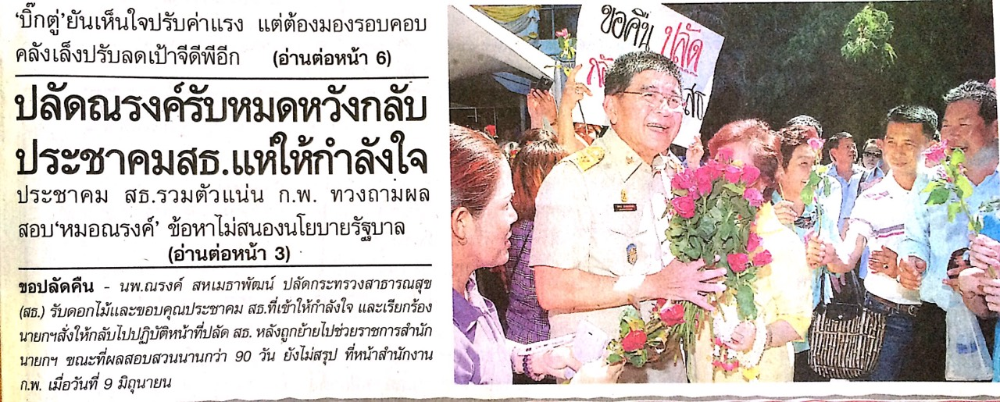 'บิ๊กตู่'ยันเห็นใจปรับค่าแรง แต่ต้องมองรอบคอบ
คลังเล็งปรับลดเป้าจีดีพีอีก (อ่านต่อหน้า 6)
ปลัดณรงค์รับหมดหวังกลับ
ประชาคมสธ.แห่ให้กำลังใจ
ประชาคม สธ.รวมตัวแน่น ก.พ. ทวงถามผล
สอบ'หมอณรงค์' ข้อหาไม่สนองนโยบายรัฐบาล
(อ่านต่อหน้า 3)
ขอปลัดคืน - นพ.ณรงค์ สหเมธาพัฒน์ ปลัดกระทรวงสาธารณสุข
(สธ.) รับดอกไม้และขอบคุณประชาคม สธ.ที่เข้าให้กำลังใจ และเรียกร้อง
นายกฯสั่งให้กลับไปปฏิบัติหน้าที่ปลัด สธ. หลังถูกย้ายไปช่วยราชการสำนัก
นายกฯ ขณะที่ผลสอบสวนนานกว่า 90 วัน ยังไม่สรุป ที่หน้าสำนักงาน
ก.พ. เมื่อวันที่ 9 มิถุนายน
ขอคืน ปลัด